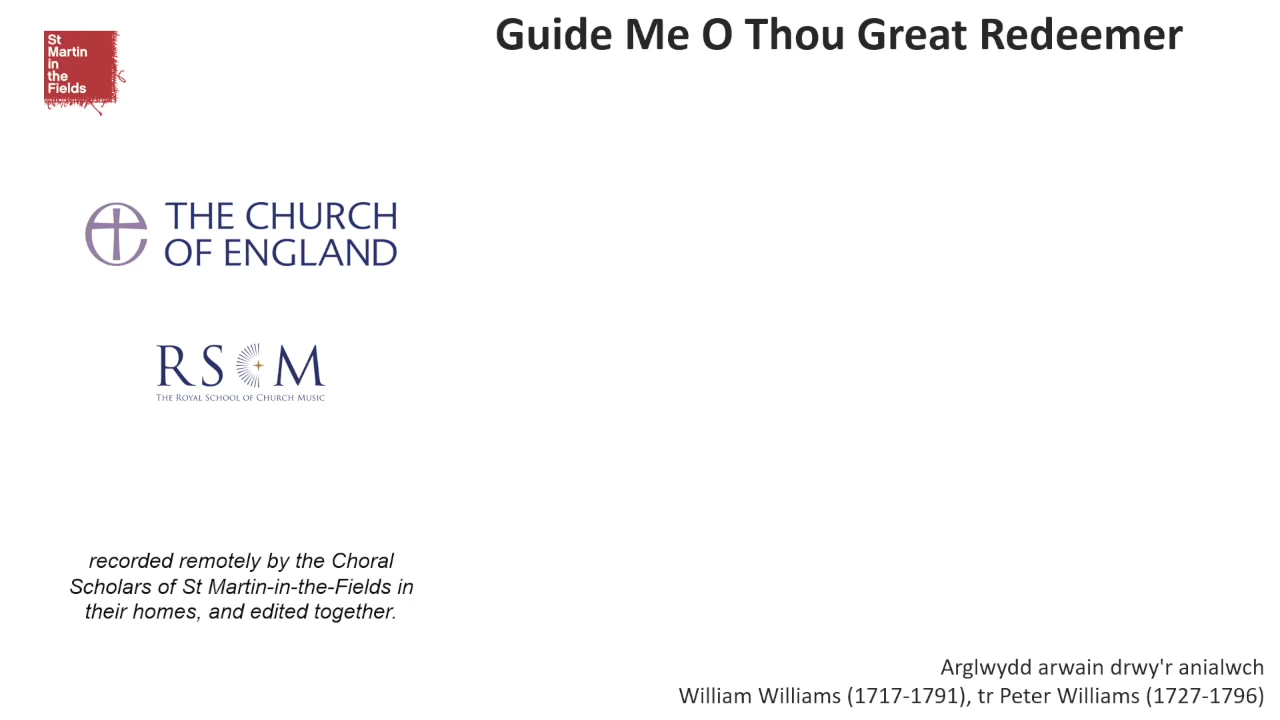 St
Martin
in
the
Fields
Guide Me O Thou Great Redeemer
THE CHURCH
OF ENGLAND
RSCM
THE ROYAL SCHOOL OF CHURCH MUSIC
recorded remotely by the Choral
Scholars of St Martin-in-the-Fields in
their homes, and edited together.
Arglwydd arwain drwy'r anialwch
William Williams (1717-1791), tr Peter Williams (1727-1796)